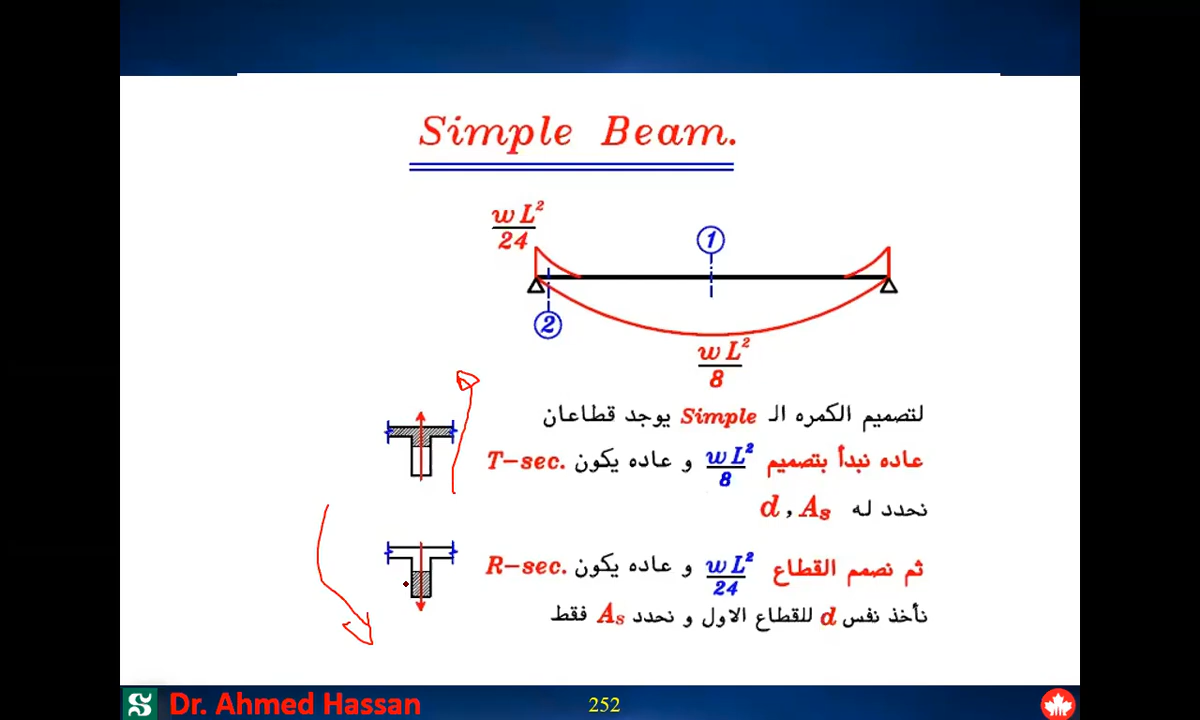 Simple Beam.
wL²/24
1
2
wL²/8
لتصميم الكمره الـ Simple يوجد قطاعان
عاده نبدأ بتصميم wL²/8 و عاده يكون T-sec.
نحدد له d , As
ثم نصمم القطاع wL²/24 و عاده يكون R-sec.
نأخذ نفس d للقطاع الاول و نحدد As فقط
Dr. Ahmed Hassan 252